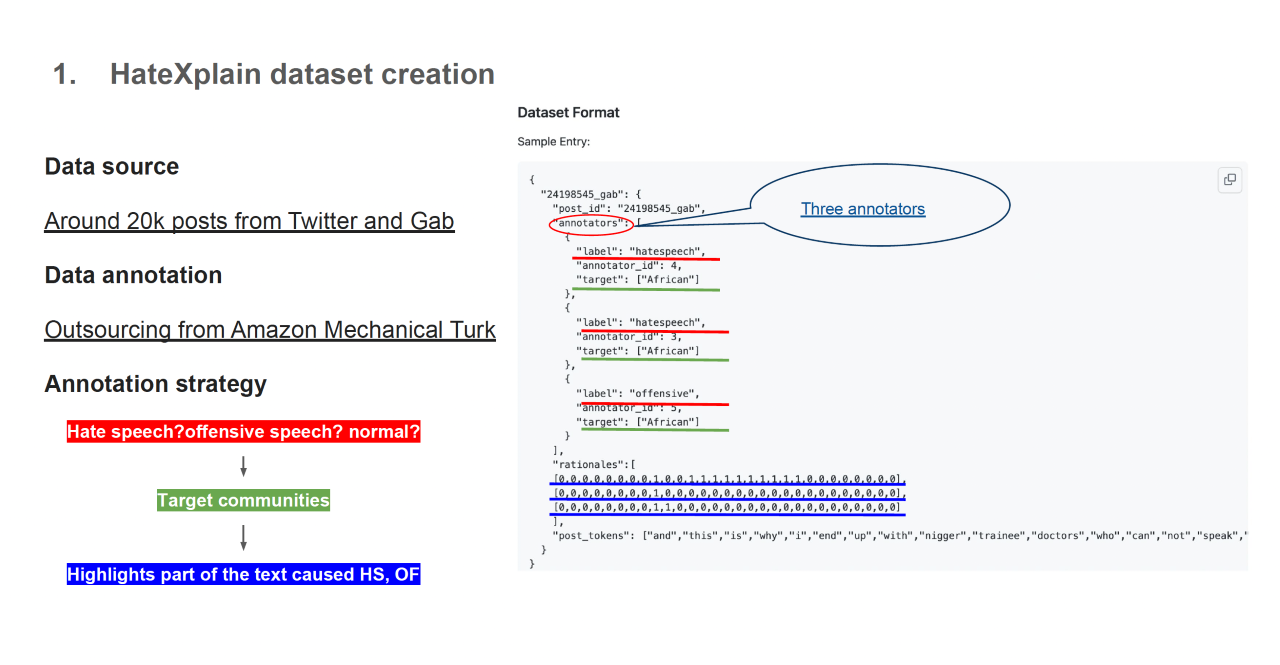 1. HateXplain dataset creation
Data source
Around 20k posts from Twitter and Gab
Data annotation
Outsourcing from Amazon Mechanical Turk
Annotation strategy
Hate speech?offensive speech? normal?
Target communities
Highlights part of the text caused HS, OF
Dataset Format
Sample Entry:
{
"24198545_gab": {
"post_id": "24198545_gab",
"annotators": [
Three annotators
{
"label": "hatespeech",
"annotator_id": 4,
"target": ["African"]
},
{
"label": "hatespeech",
"annotator_id": 3,
"target": ["African"]
},
{
"label": "offensive",
"annotator_id": 5,
"target": ["African"]
}
],
"rationales":[
[0,0,0,0,0,0,0,0,1,0,0,1,1,1,1,1,1,1,1,1,1,0,0,0,0,0,0,0,0],
[0,0,0,0,0,0,0,0,1,0,0,0,0,0,0,0,0,0,0,0,0,0,0,0,0,0,0,0,0],
[0,0,0,0,0,0,0,0,1,1,0,0,0,0,0,0,0,0,0,0,0,0,0,0,0,0,0,0,0]
],
"post_tokens": ["and","this","is","why","i","end","up","with","nigger","trainee","doctors","who","can","not","speak","
}
}